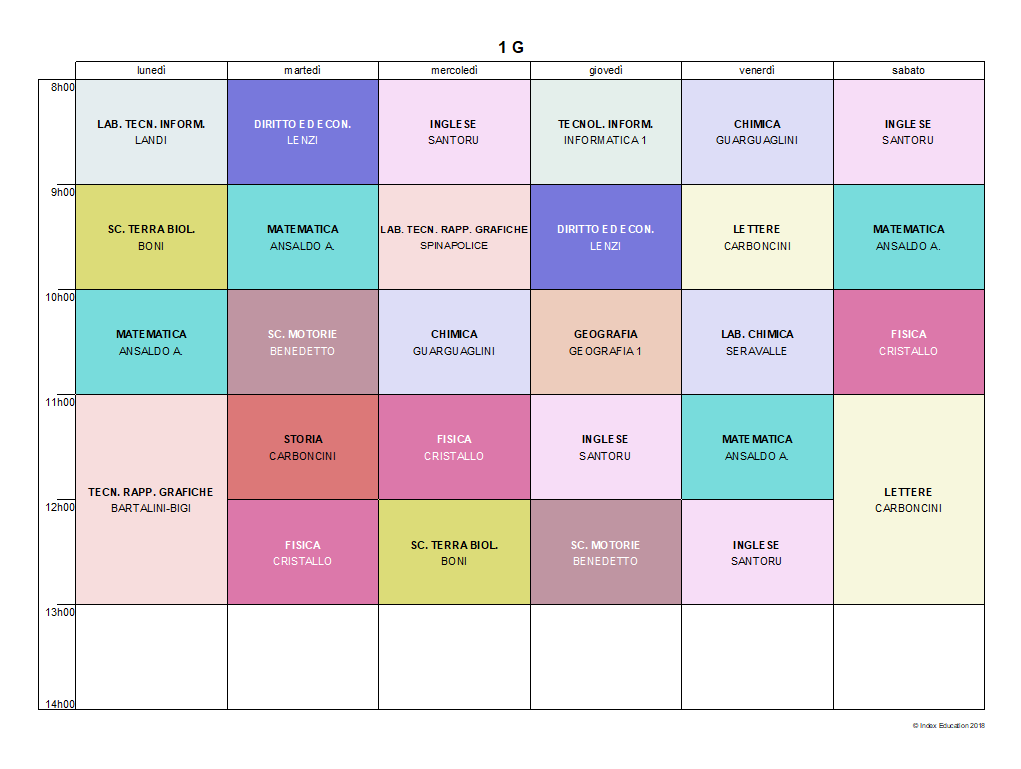 1 G
lunedì martedì mercoledì giovedì venerdì sabato
8h00
LAB. TECN. INFORM. DIRITTO ED ECON. INGLESE TECNOL. INFORM. CHIMICA INGLESE
LANDI LENZI SANTORU INFORMATICA 1 GUARGUAGLINI SANTORU
9h00
SC. TERRA BIOL. MATEMATICA LAB. TECN. RAPP. GRAFICHE DIRITTO ED ECON. LETTERE MATEMATICA
BONI ANSALDO A. SPINAPOLICE LENZI CARBONCINI ANSALDO A.
10h00
MATEMATICA SC. MOTORIE CHIMICA GEOGRAFIA LAB. CHIMICA FISICA
ANSALDO A. BENEDETTO GUARGUAGLINI GEOGRAFIA 1 SERAVALLE CRISTALLO
11h00
STORIA FISICA INGLESE MATEMATICA
CARBONCINI CRISTALLO SANTORU ANSALDO A.
TECN. RAPP. GRAFICHE LETTERE
12h00 BARTALINI-BIGI CARBONCINI
FISICA SC. TERRA BIOL. SC. MOTORIE INGLESE
CRISTALLO BONI BENEDETTO SANTORU
13h00
14h00
© Index Education 2018